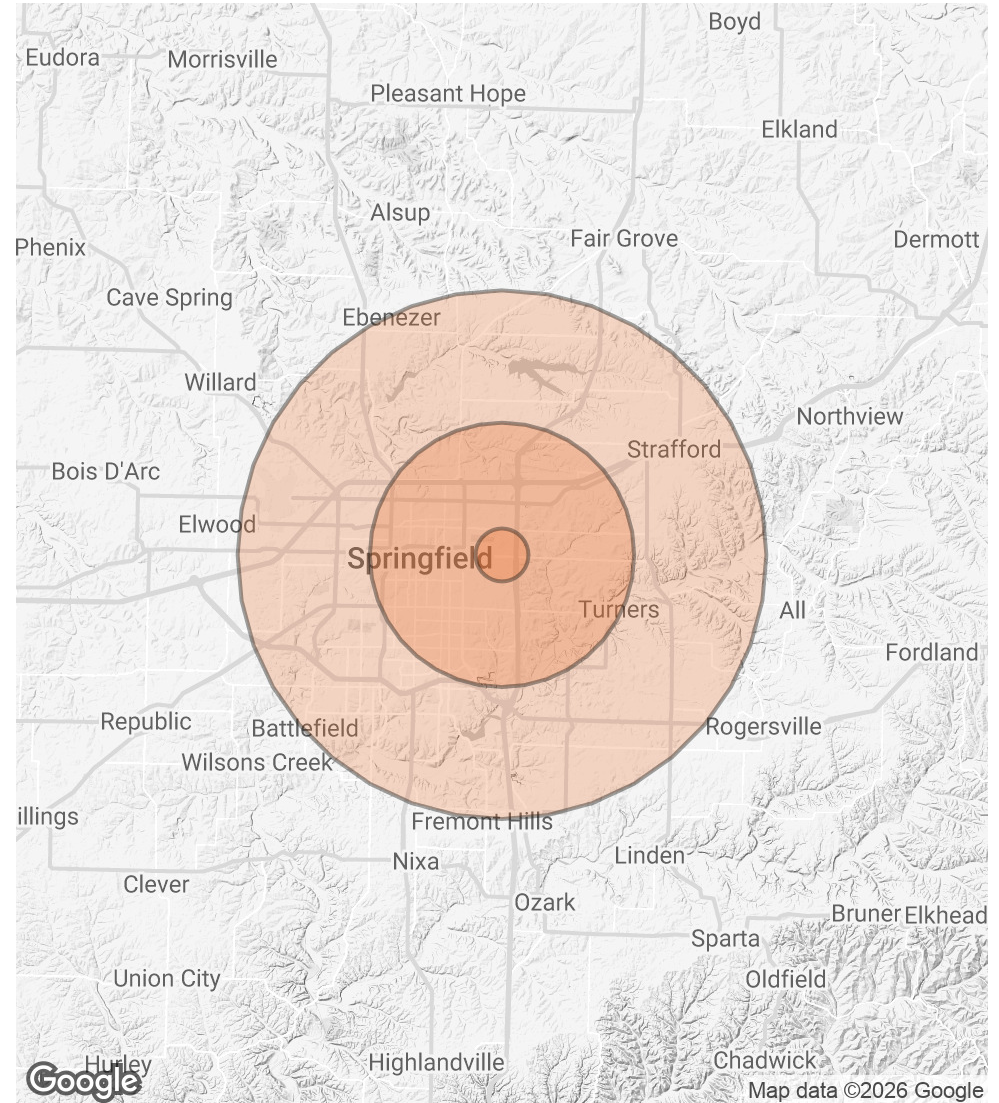 Boyd
Eudora
Morrisville
Pleasant Hope
Elkland
Alsup
Fair Grove
Dermott
Phenix
Cave Spring
Ebenezer
Willard
Northview
Strafford
Bois D'Arc
Elwood
Springfield
Turners
All
Fordland
Republic
Battlefield
Rogersville
Wilsons Creek
illings
Fremont Hills
Nixa
Linden
Clever
Ozark
Bruner
Elkhead
Sparta
Union City
Oldfield
Hurley
Highlandville
Chadwick
Google
Map data ©2026 Google